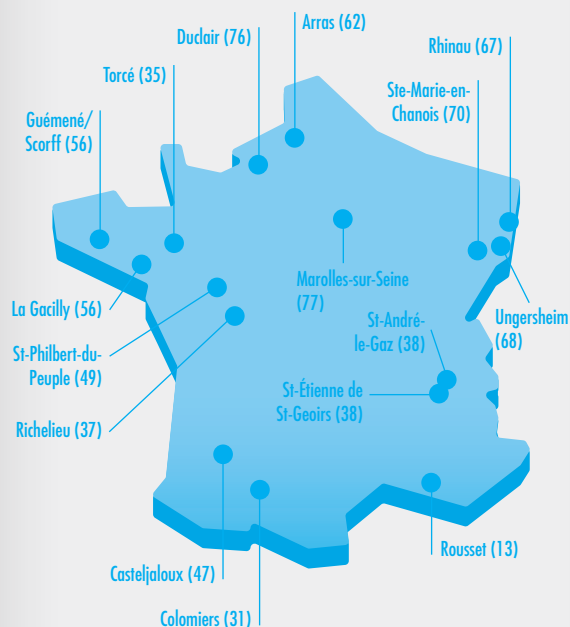 Arras (62)
Duclair (76)
Rhinau (67)
Torcé (35)
Ste-Marie-en-
Chanois (70)
Guémené/
Scorff (56)
Marolles-sur-Seine
(77)
La Gacilly (56)
Ungersheim
(68)
St-André-
le-Gaz (38)
St-Philbert-du-
Peuple (49)
St-Étienne de
St-Geoirs (38)
Richelieu (37)
Rousset (13)
Casteljaloux (47)
Colomiers (31)